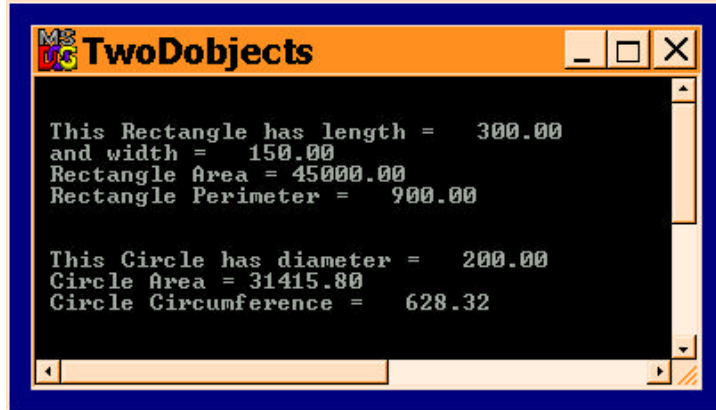 TwoDobjects
This Rectangle has length =   300.00
and width =   150.00
Rectangle Area = 45000.00
Rectangle Perimeter =   900.00
This Circle has diameter =   200.00
Circle Area = 31415.80
Circle Circumference =   628.32